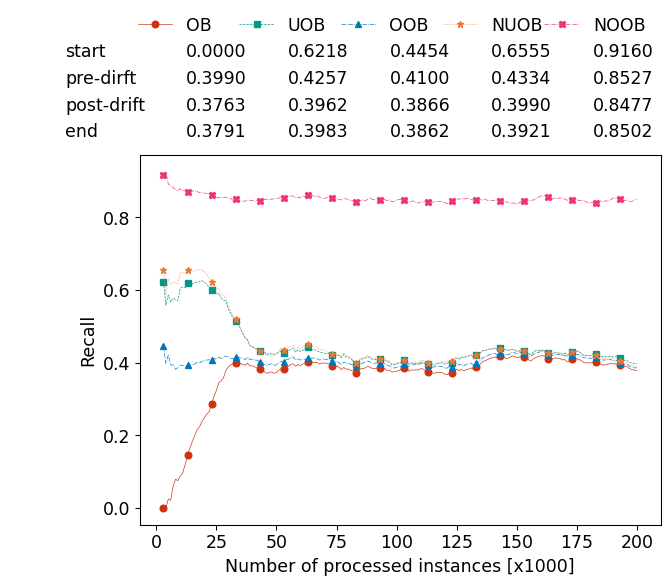 OB UOB OOB NUOB NOOB
start 0.0000 0.6218 0.4454 0.6555 0.9160
pre-dirft 0.3990 0.4257 0.4100 0.4334 0.8527
post-drift 0.3763 0.3962 0.3866 0.3990 0.8477
end 0.3791 0.3983 0.3862 0.3921 0.8502
0.8
0.6
0.4
0.2
0.0
Recall
0 25 50 75 100 125 150 175 200
Number of processed instances [x1000]